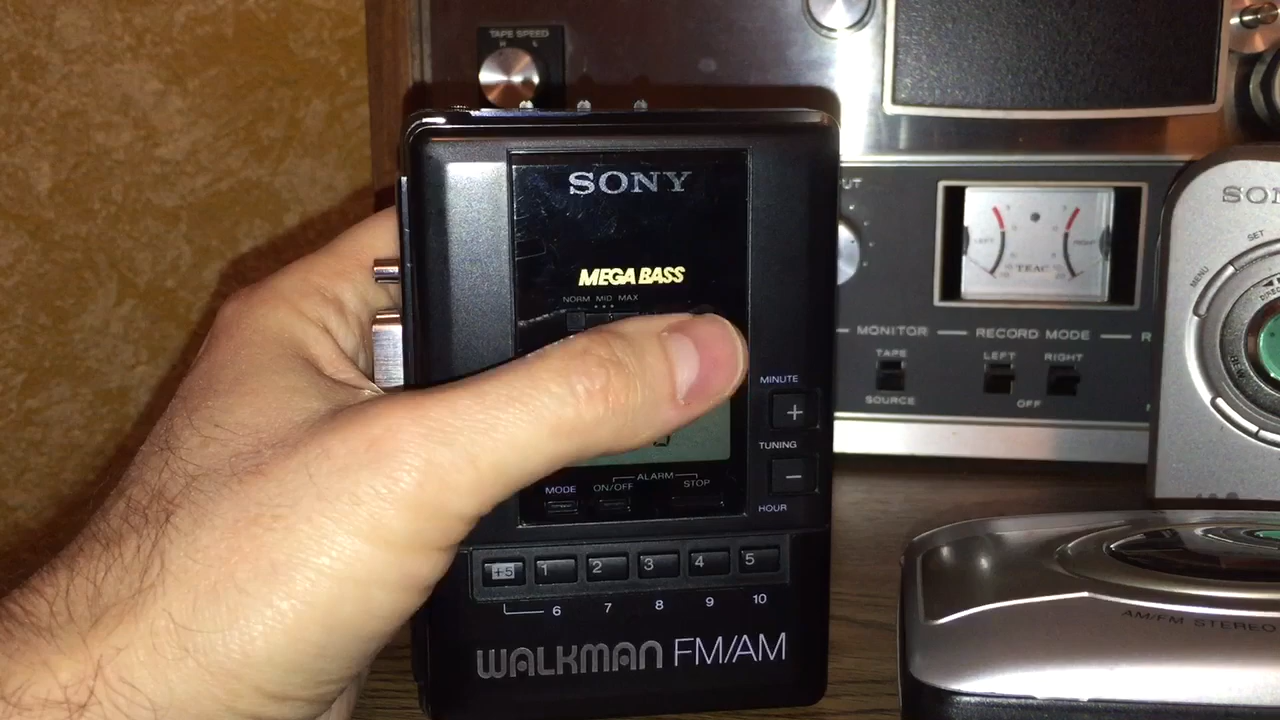 TAPE SPEED
H L
SONY
MEGA BASS
NORM MID MAX
MINUTE
+
TUNING
−
HOUR
ALARM
MODE ON/OFF STOP
+5 1 2 3 4 5
6 7 8 9 10
WALKMAN FM/AM
LEFT RIGHT
TEAC
MONITOR RECORD MODE
TAPE LEFT RIGHT
SOURCE OFF
SET
MENU
AM/FM STEREO